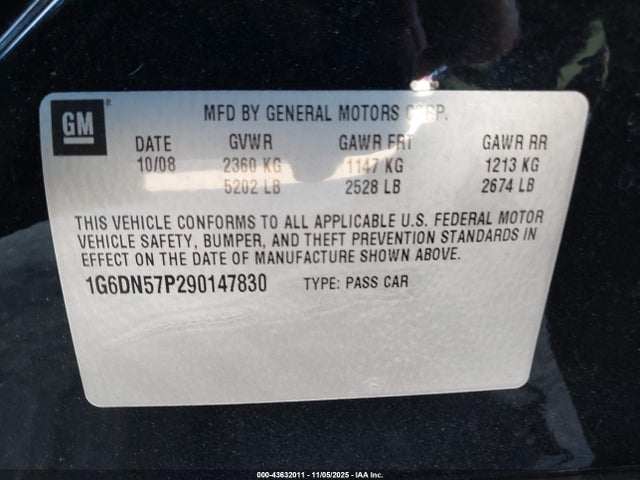 GM
®
MFD BY GENERAL MOTORS CORP.
DATE GVWR GAWR FRT GAWR RR
10/08 2360 KG 1147 KG 1213 KG
5202 LB 2528 LB 2674 LB
THIS VEHICLE CONFORMS TO ALL APPLICABLE U.S. FEDERAL MOTOR
VEHICLE SAFETY, BUMPER, AND THEFT PREVENTION STANDARDS IN
EFFECT ON THE DATE OF MANUFACTURE SHOWN ABOVE.
1G6DN57P290147830 TYPE: PASS CAR
000-43632011 - 11/05/2025 - IAA Inc.